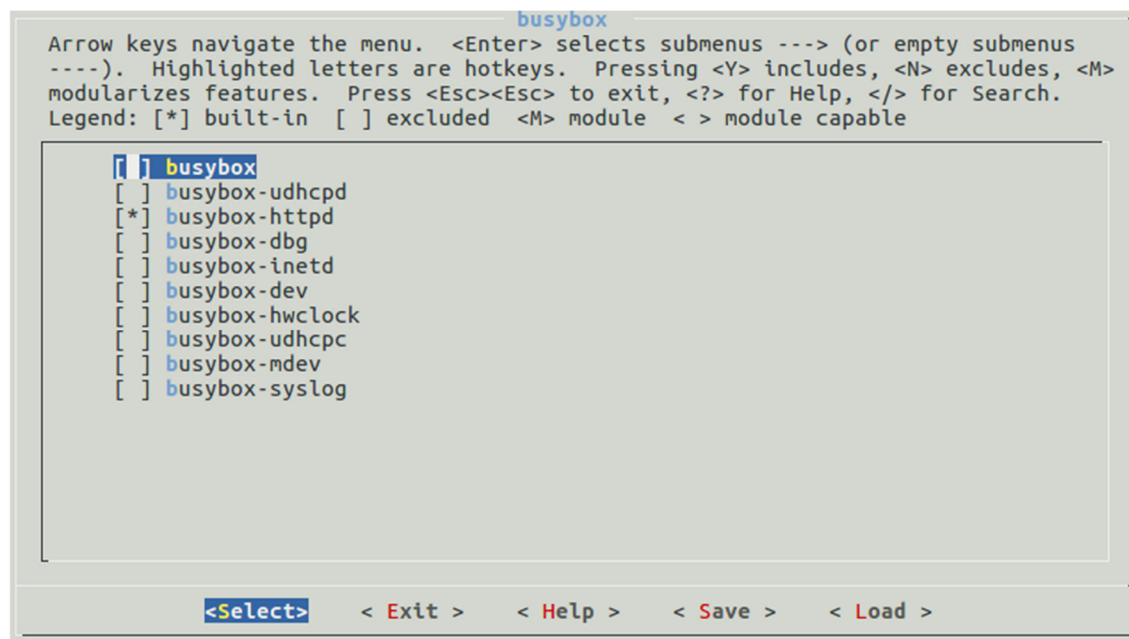 busybox
Arrow keys navigate the menu.  <Enter> selects submenus ---> (or empty submenus
----).  Highlighted letters are hotkeys.  Pressing <Y> includes, <N> excludes, <M>
modularizes features.  Press <Esc><Esc> to exit, <?> for Help, </> for Search.
Legend: [*] built-in  [ ] excluded  <M> module  < > module capable
[ ] busybox
[ ] busybox-udhcpd
[*] busybox-httpd
[ ] busybox-dbg
[ ] busybox-inetd
[ ] busybox-dev
[ ] busybox-hwclock
[ ] busybox-udhcpc
[ ] busybox-mdev
[ ] busybox-syslog
<Select>    < Exit >    < Help >    < Save >    < Load >